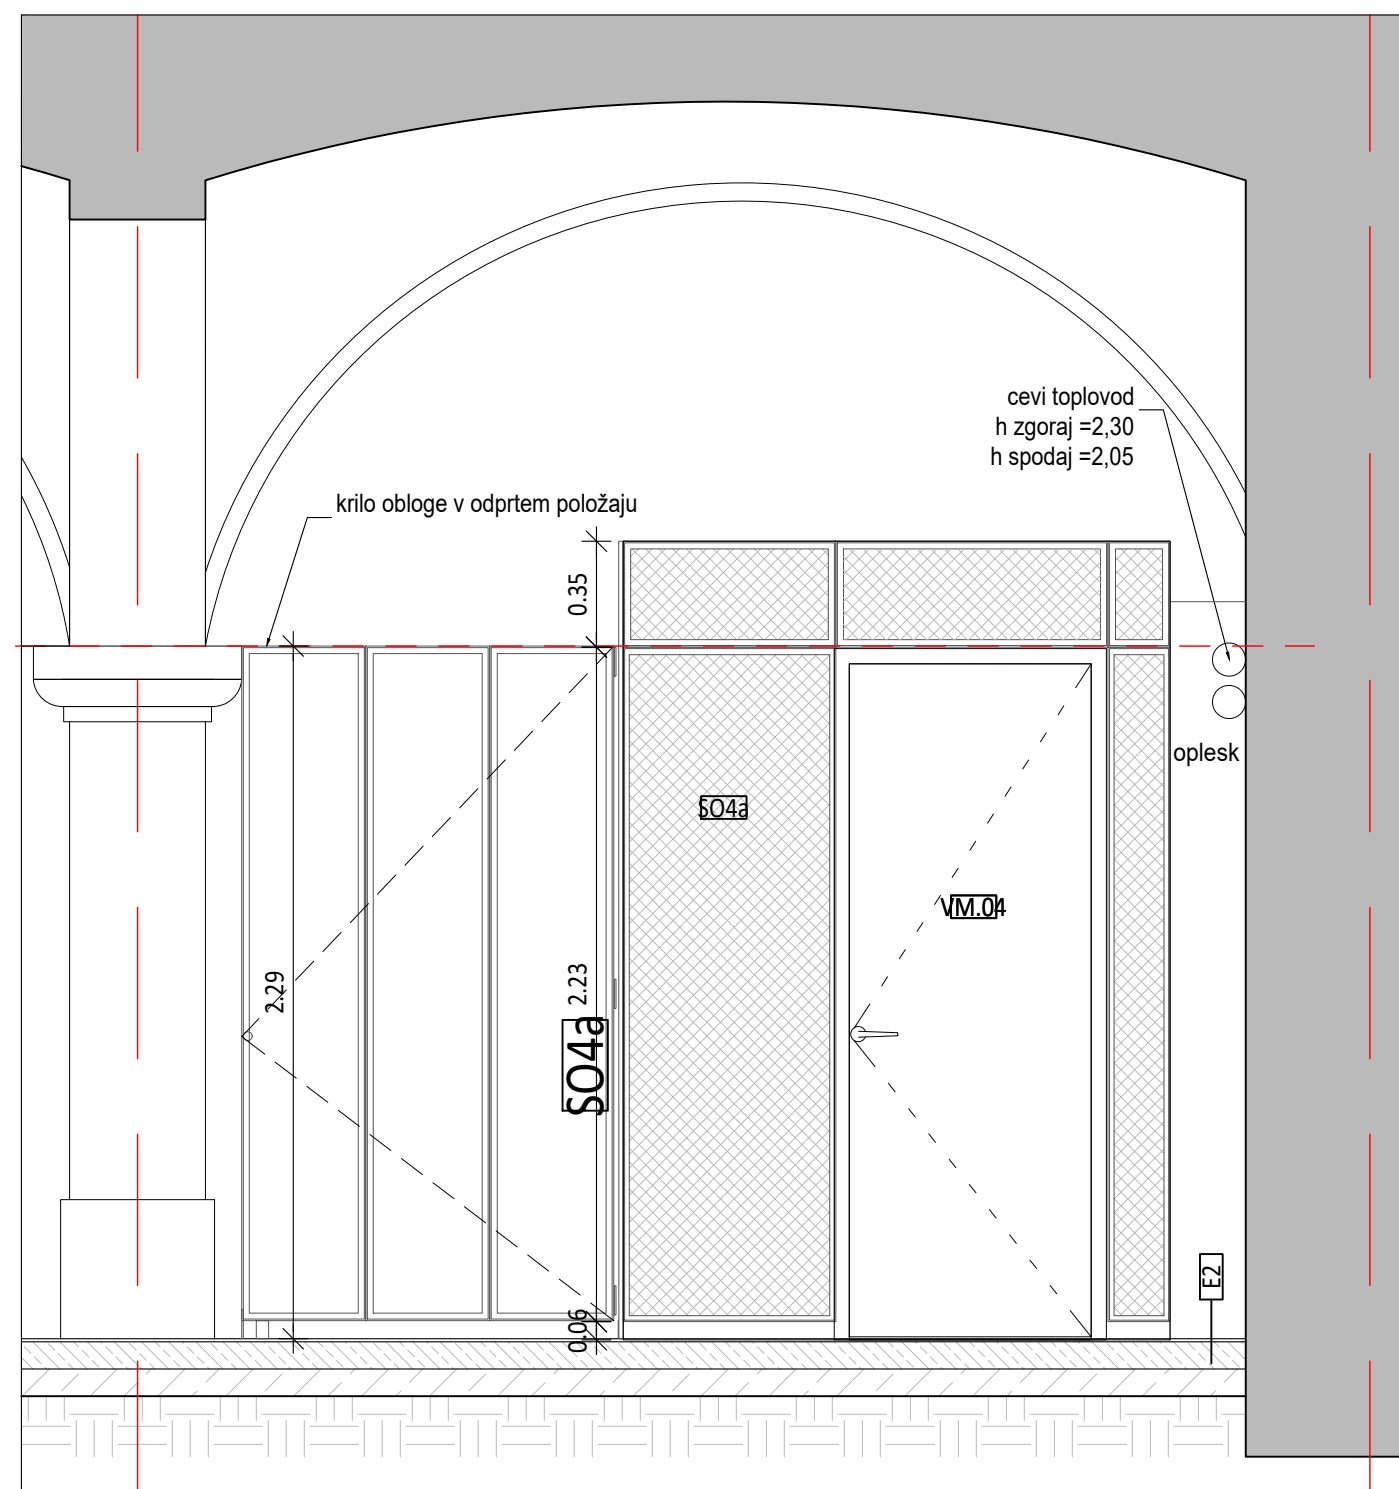 cevi toplovod
h zgoraj =2,30
h spodaj =2,05
krilo obloge v odprtem položaju
0.35
oplesk
SO4a
VM.04
2.29
2.23
SO4a
E2
0.06